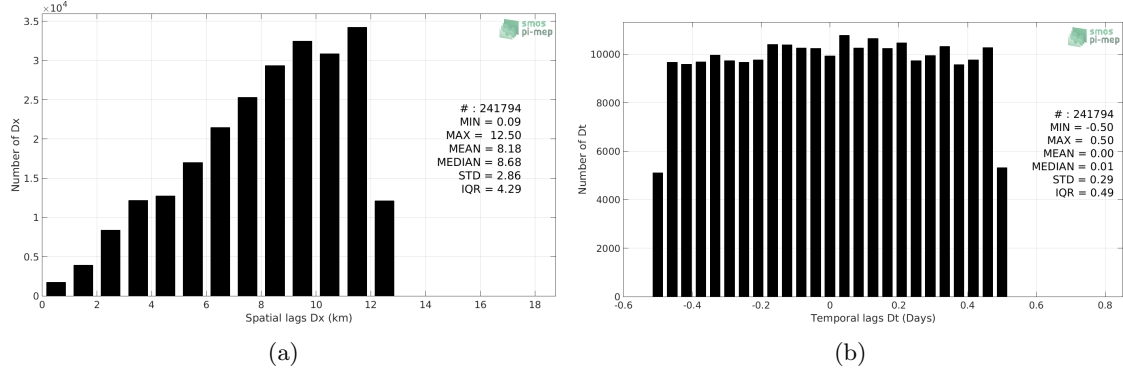 ×10⁴
3.5
3
2.5
2
1.5
1
0.5
0
Number of Dx
0 2 4 6 8 10 12 14 16 18
Spatial lags Dx (km)
smos
pi-mep
# : 241794
MIN = 0.09
MAX = 12.50
MEAN = 8.18
MEDIAN = 8.68
STD = 2.86
IQR = 4.29
(a)
10000
8000
6000
4000
2000
0
Number of Dt
-0.6 -0.4 -0.2 0 0.2 0.4 0.6 0.8
Temporal lags Dt (Days)
smos
pi-mep
# : 241794
MIN = -0.50
MAX = 0.50
MEAN = 0.00
MEDIAN = 0.01
STD = 0.29
IQR = 0.49
(b)